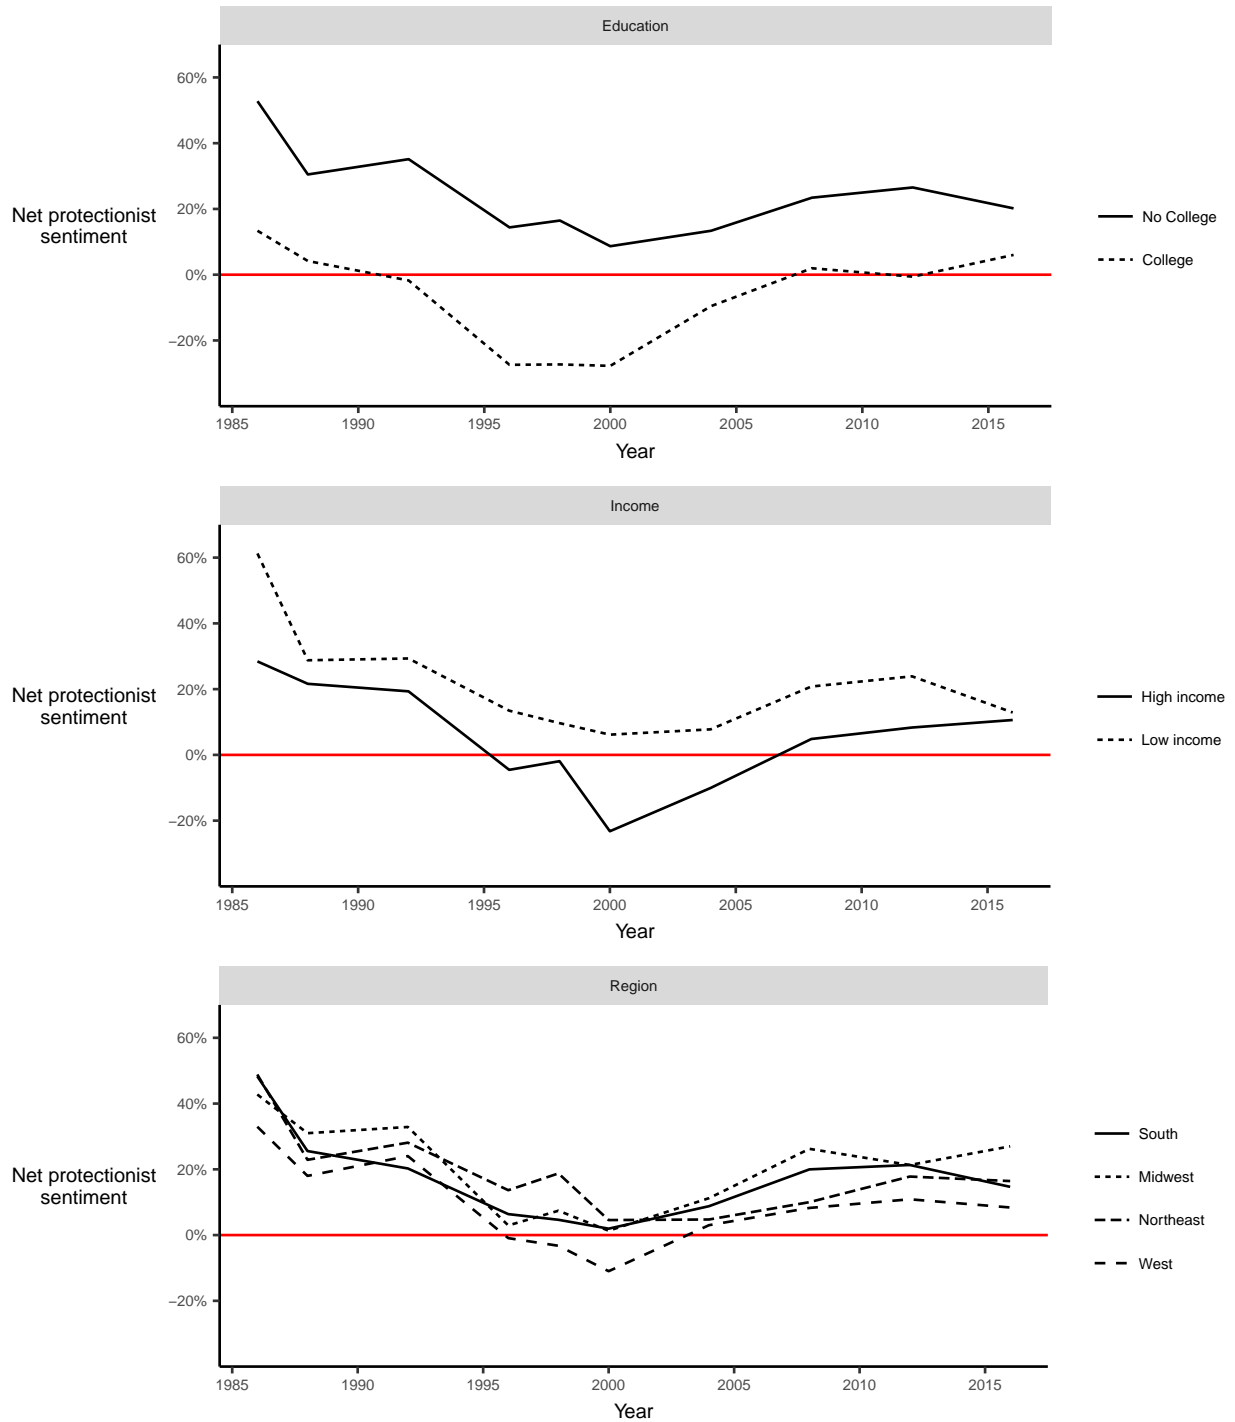 Education
60%
40%
20%
0%
−20%
Net protectionist
sentiment
1985 1990 1995 2000 2005 2010 2015
Year
No College
College
Income
60%
40%
20%
0%
−20%
Net protectionist
sentiment
1985 1990 1995 2000 2005 2010 2015
Year
High income
Low income
Region
60%
40%
20%
0%
−20%
Net protectionist
sentiment
1985 1990 1995 2000 2005 2010 2015
Year
South
Midwest
Northeast
West